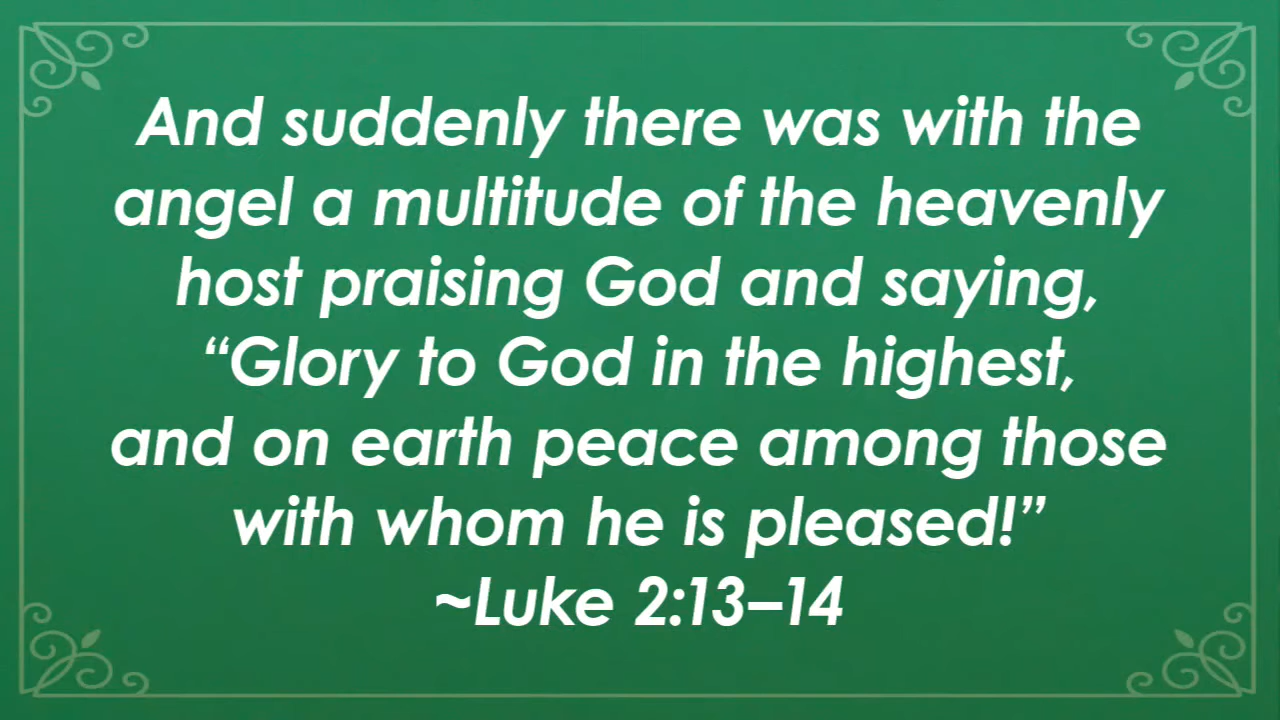 And suddenly there was with the
angel a multitude of the heavenly
host praising God and saying,
“Glory to God in the highest,
and on earth peace among those
with whom he is pleased!”
~Luke 2:13–14